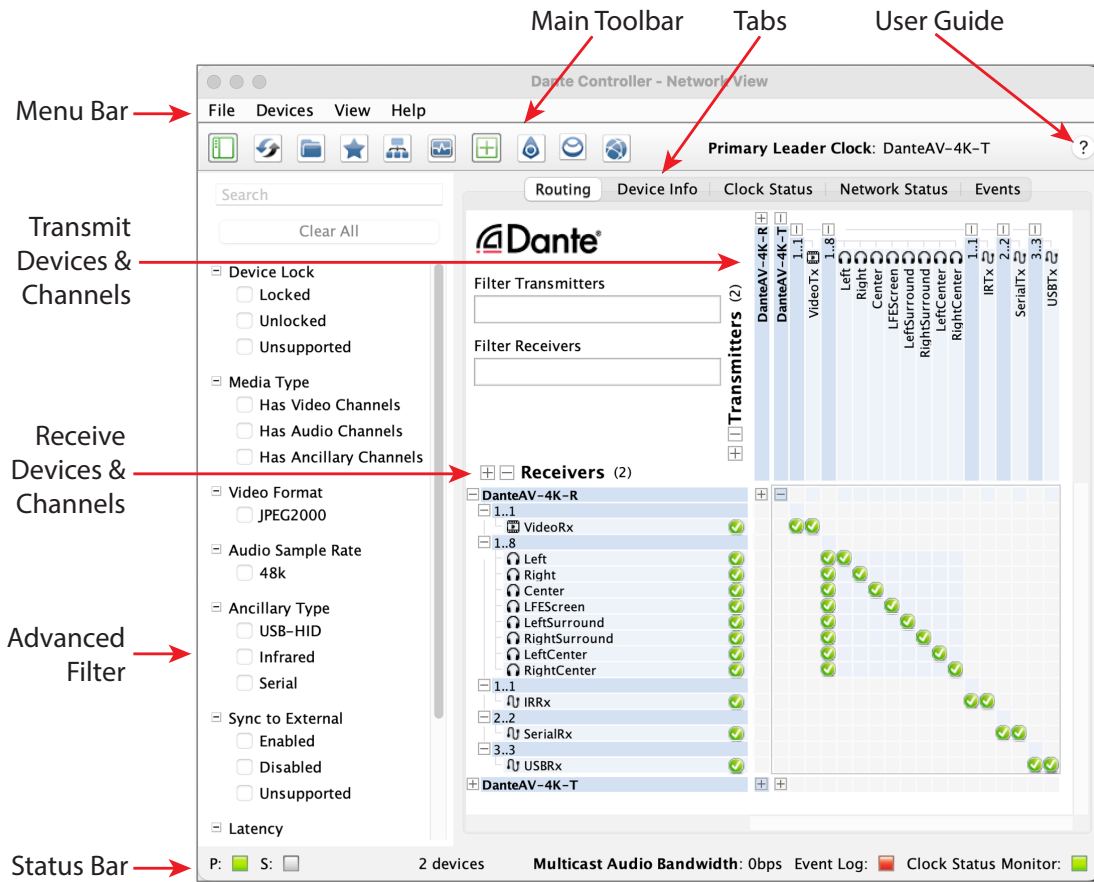 Main Toolbar
Tabs
User Guide
Dante Controller - Network View
Menu Bar
File Devices View Help
Primary Leader Clock: DanteAV-4K-T
?
Search
Clear All
Routing Device Info Clock Status Network Status Events
Transmit
Devices &
Channels
Dante®
Filter Transmitters
Filter Receivers
Transmitters (2)
DanteAV-4K-R
DanteAV-4K-T
1..1
VideoTx
1..8
Left
Right
Center
LFEScreen
LeftSurround
RightSurround
LeftCenter
RightCenter
1..1
IRTx
2..2
SerialTx
3..3
USBTx
Device Lock
Locked
Unlocked
Unsupported
Media Type
Has Video Channels
Has Audio Channels
Has Ancillary Channels
Video Format
JPEG2000
Audio Sample Rate
48k
Ancillary Type
USB-HID
Infrared
Serial
Sync to External
Enabled
Disabled
Unsupported
Latency
Receive
Devices &
Channels
Receivers (2)
DanteAV-4K-R
1..1
VideoRx
1..8
Left
Right
Center
LFEScreen
LeftSurround
RightSurround
LeftCenter
RightCenter
1..1
IRRx
2..2
SerialRx
3..3
USBRx
DanteAV-4K-T
Advanced
Filter
Status Bar
P: S: 2 devices Multicast Audio Bandwidth: 0bps Event Log: Clock Status Monitor: